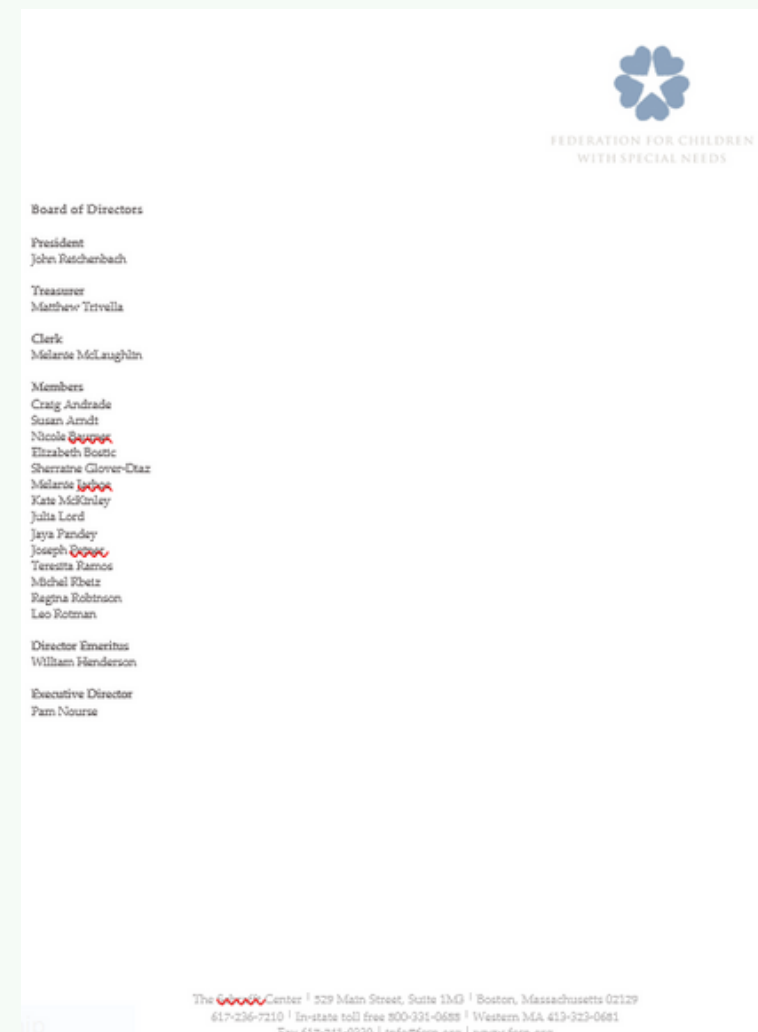 FEDERATION FOR CHILDREN
WITH SPECIAL NEEDS
Board of Directors
President
John Reichenbach
Treasurer
Matthew Trivella
Clerk
Melanie McLaughlin
Members
Craig Andrade
Susan Arndt
Nicole
Elizabeth Bostic
Sherraine Glover-Diaz
Melanie
Kate McKinley
Julia Lord
Jaya Pandey
Joseph
Teresita Ramos
Michel
Regina Robinson
Leo Rotman
Director Emeritus
William Henderson
Executive Director
Pam Nourse
The Center | 529 Main Street, Suite 1M3 | Boston, Massachusetts 02129
617-236-7210 | In-state toll free 800-331-0688 | Western MA 413-323-0681